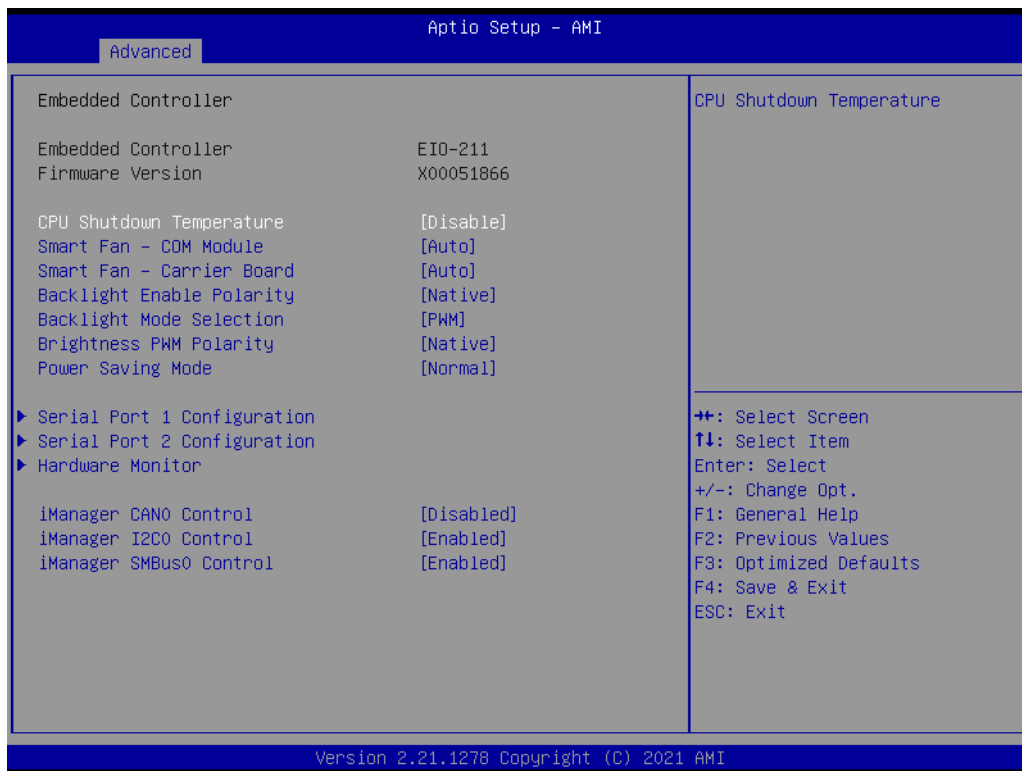 Aptio Setup – AMI
Advanced
Embedded Controller
Embedded Controller EIO-211
Firmware Version X00051866
CPU Shutdown Temperature [Disable]
Smart Fan – COM Module [Auto]
Smart Fan – Carrier Board [Auto]
Backlight Enable Polarity [Native]
Backlight Mode Selection [PWM]
Brightness PWM Polarity [Native]
Power Saving Mode [Normal]
Serial Port 1 Configuration
Serial Port 2 Configuration
Hardware Monitor
iManager CAN0 Control [Disabled]
iManager I2C0 Control [Enabled]
iManager SMBus0 Control [Enabled]
CPU Shutdown Temperature
→←: Select Screen
↑↓: Select Item
Enter: Select
+/-: Change Opt.
F1: General Help
F2: Previous Values
F3: Optimized Defaults
F4: Save & Exit
ESC: Exit
Version 2.21.1278 Copyright (C) 2021 AMI